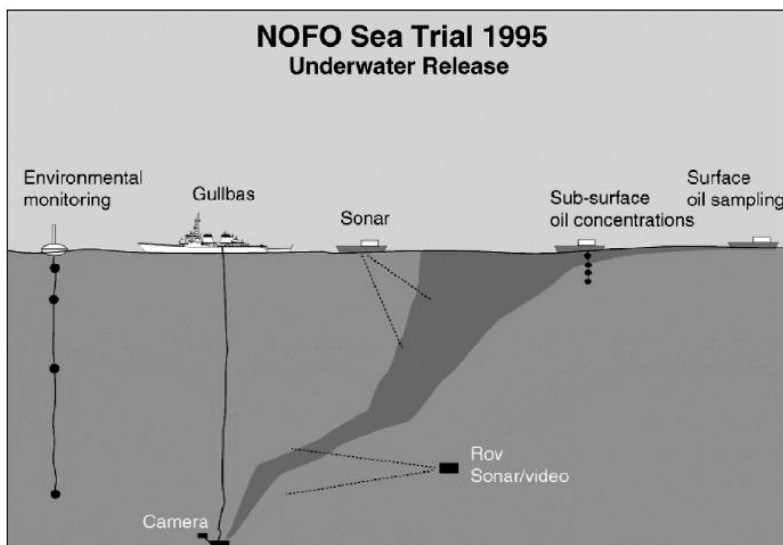 NOFO Sea Trial 1995
Underwater Release
Environmental
monitoring
Gullbas
Sonar
Sub-surface
oil concentrations
Surface
oil sampling
Rov
Sonar/video
Camera